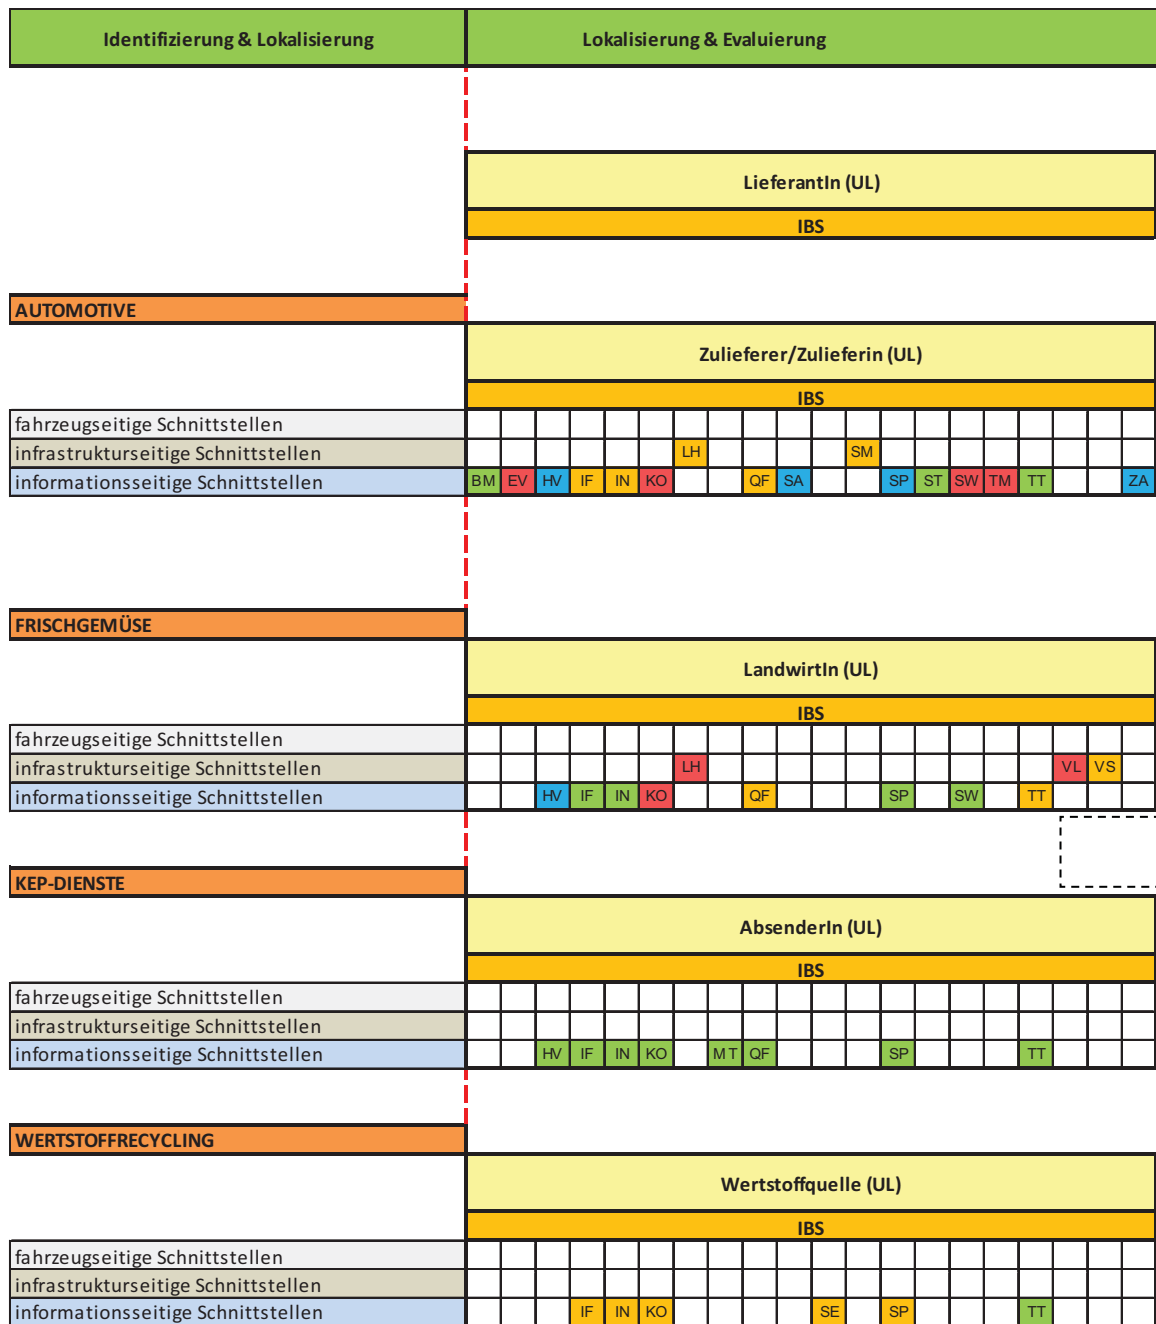 Identifizierung & Lokalisierung Lokalisierung & Evaluierung
LieferantIn (UL)
IBS
AUTOMOTIVE
Zulieferer/Zulieferin (UL)
IBS
fahrzeugseitige Schnittstellen
infrastrukturseitige Schnittstellen LH SM
informationsseitige Schnittstellen BM EV HV IF IN KO QF SA SP ST SW TM TT ZA
FRISCHGEMÜSE
LandwirtIn (UL)
IBS
fahrzeugseitige Schnittstellen
infrastrukturseitige Schnittstellen LH VL VS
informationsseitige Schnittstellen HV IF IN KO QF SP SW TT
KEP-DIENSTE
AbsenderIn (UL)
IBS
fahrzeugseitige Schnittstellen
infrastrukturseitige Schnittstellen
informationsseitige Schnittstellen HV IF IN KO MT QF SP TT
WERTSTOFFRECYCLING
Wertstoffquelle (UL)
IBS
fahrzeugseitige Schnittstellen
infrastrukturseitige Schnittstellen
informationsseitige Schnittstellen IF IN KO SE SP TT